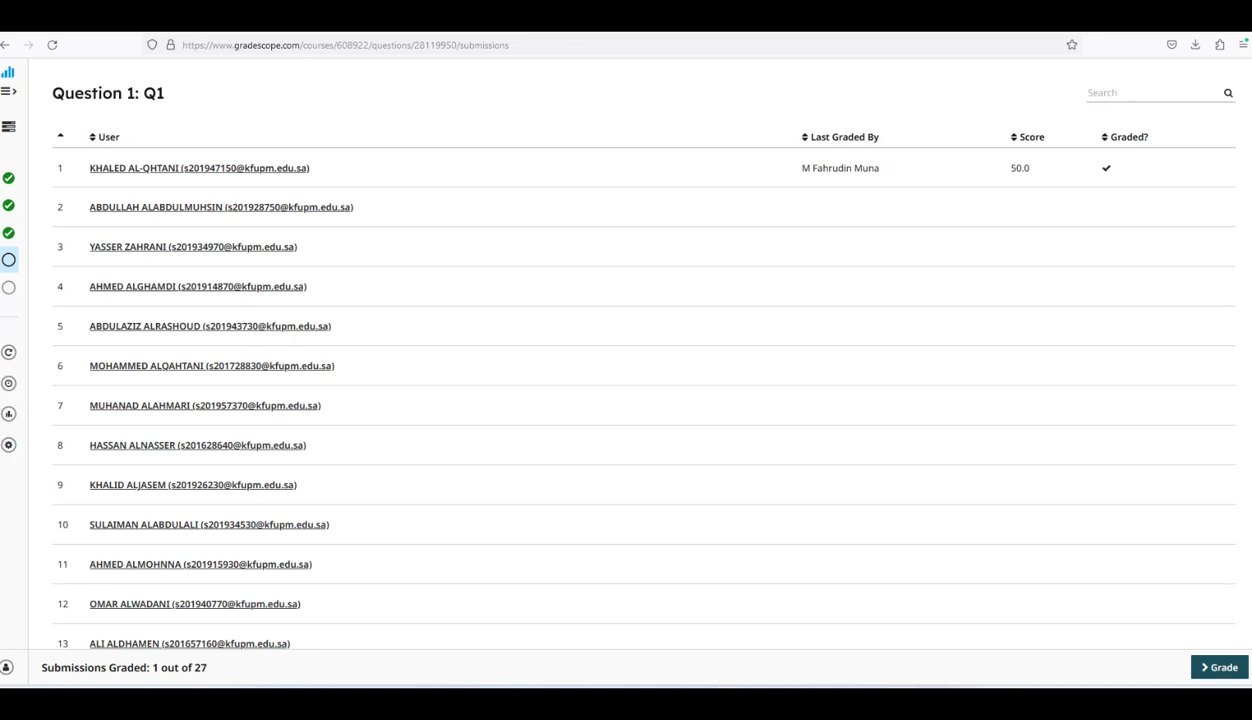 https://www.gradescope.com/courses/608922/questions/28119950/submissions
Question 1: Q1
Search
User Last Graded By Score Graded?
1 KHALED AL-QHTANI (s201947150@kfupm.edu.sa) M Fahrudin Muna 50.0
2 ABDULLAH ALABDULMUHSIN (s201928750@kfupm.edu.sa)
3 YASSER ZAHRANI (s201934970@kfupm.edu.sa)
4 AHMED ALGHAMDI (s201914870@kfupm.edu.sa)
5 ABDULAZIZ ALRASHOUD (s201943730@kfupm.edu.sa)
6 MOHAMMED ALQAHTANI (s201728830@kfupm.edu.sa)
7 MUHANAD ALAHMARI (s201957370@kfupm.edu.sa)
8 HASSAN ALNASSER (s201628640@kfupm.edu.sa)
9 KHALID ALJASEM (s201926230@kfupm.edu.sa)
10 SULAIMAN ALABDULALI (s201934530@kfupm.edu.sa)
11 AHMED ALMOHNNA (s201915930@kfupm.edu.sa)
12 OMAR ALWADANI (s201940770@kfupm.edu.sa)
13 ALI ALDHAMEN (s201657160@kfupm.edu.sa)
Submissions Graded: 1 out of 27
Grade